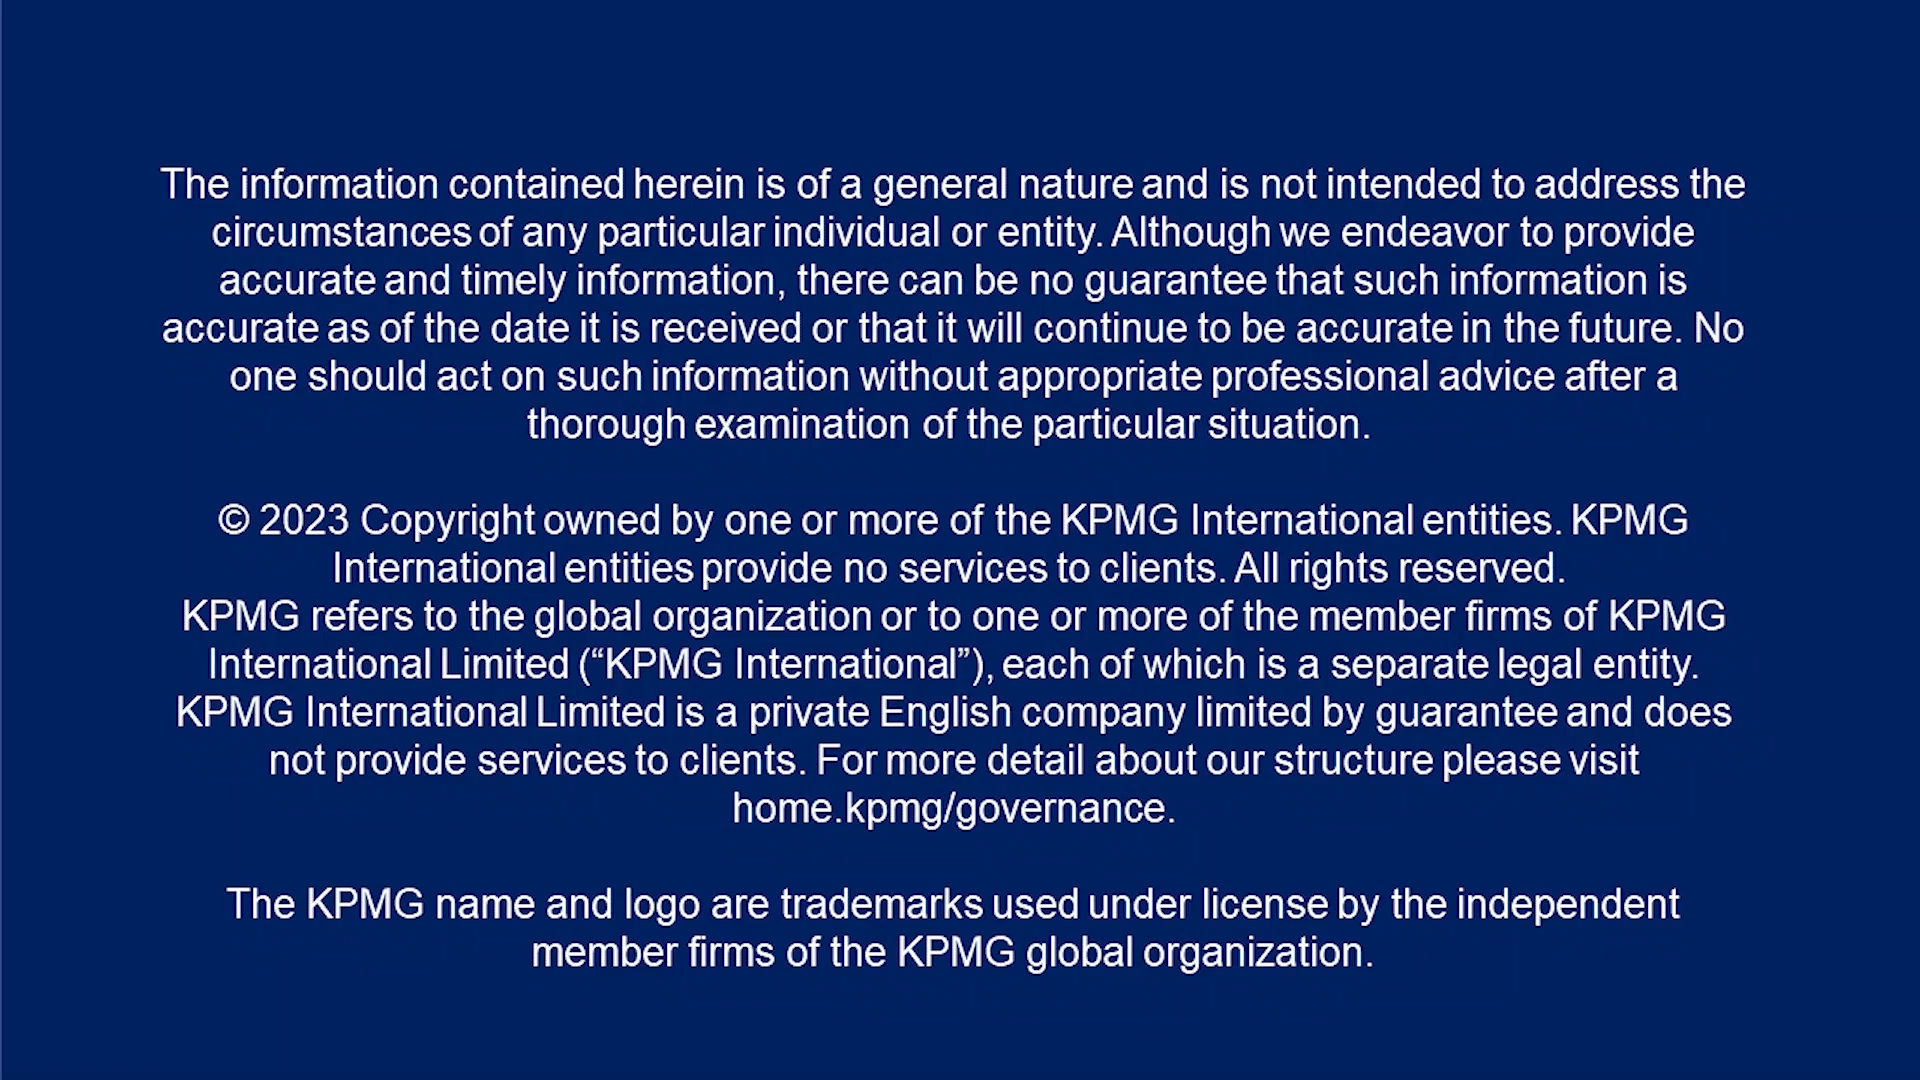 The information contained herein is of a general nature and is not intended to address the
circumstances of any particular individual or entity. Although we endeavor to provide
accurate and timely information, there can be no guarantee that such information is
accurate as of the date it is received or that it will continue to be accurate in the future. No
one should act on such information without appropriate professional advice after a
thorough examination of the particular situation.
© 2023 Copyright owned by one or more of the KPMG International entities. KPMG
International entities provide no services to clients. All rights reserved.
KPMG refers to the global organization or to one or more of the member firms of KPMG
International Limited (“KPMG International”), each of which is a separate legal entity.
KPMG International Limited is a private English company limited by guarantee and does
not provide services to clients. For more detail about our structure please visit
home.kpmg/governance.
The KPMG name and logo are trademarks used under license by the independent
member firms of the KPMG global organization.